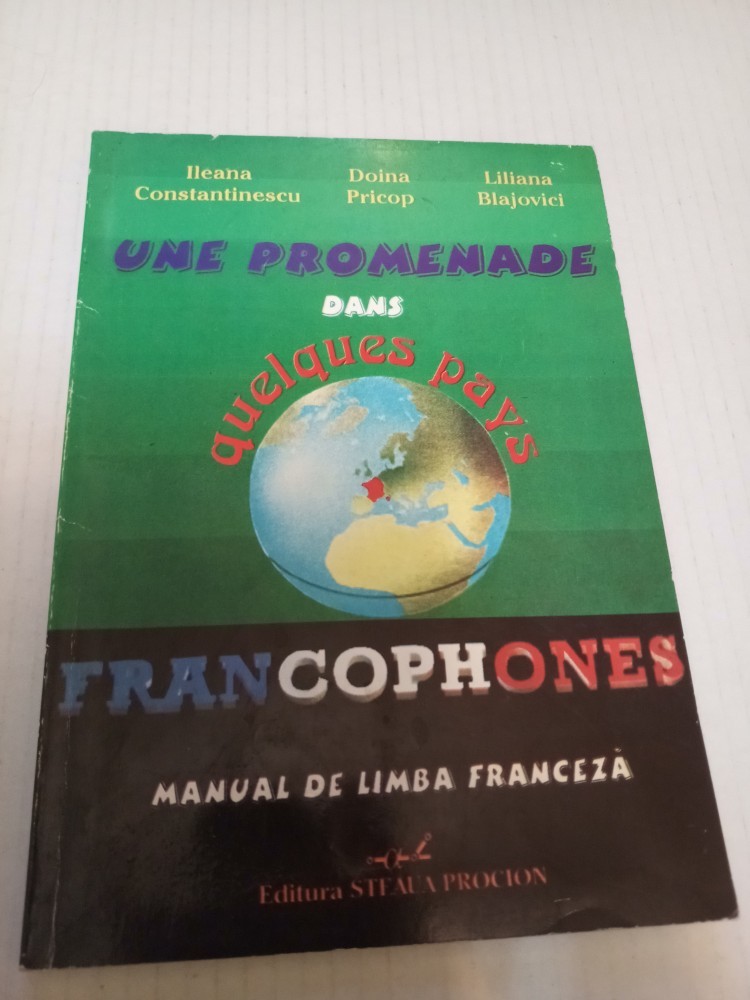 Ileana Constantinescu
Doina Pricop
Liliana Blajovici
UNE PROMENADE
DANS
quelques pays
FRANCOPHONES
MANUAL DE LIMBA FRANCEZĂ
Editura STEAUA PROCION